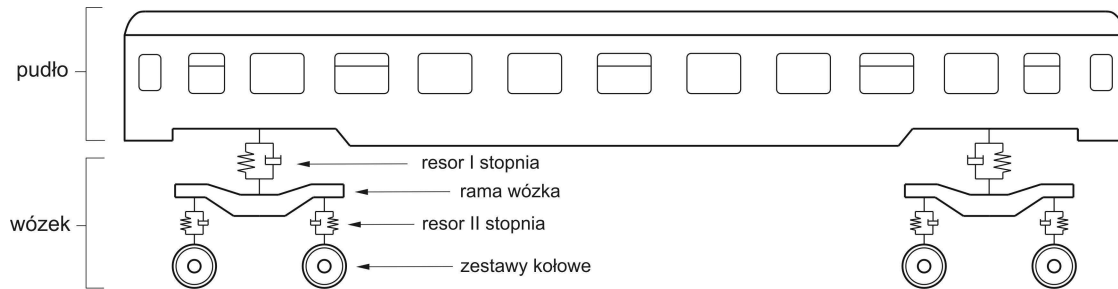 pudło
resor I stopnia
rama wózka
wózek
resor II stopnia
zestawy kołowe